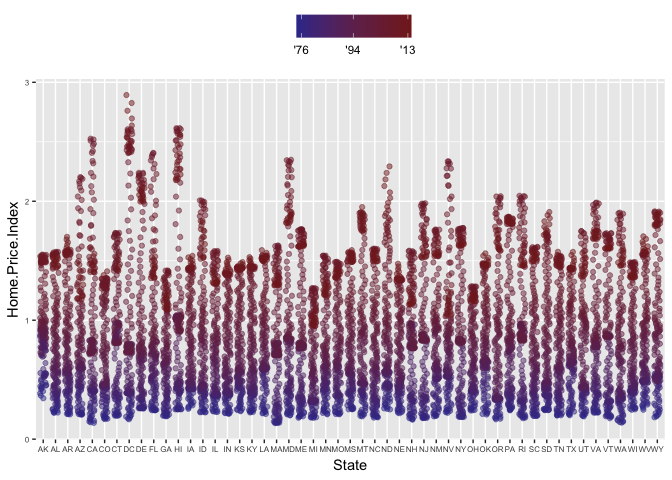 '76 '94 '13
3
2
1
0
Home.Price.Index
AK AL AR AZ CA CO CT DC DE FL GA HI IA ID IL IN KS KY LA MA MD ME MI MN MO MS MT NC ND NE NH NJ NM NV NY OH OK OR PA RI SC SD TN TX UT VA VT WA WI WV WY
State